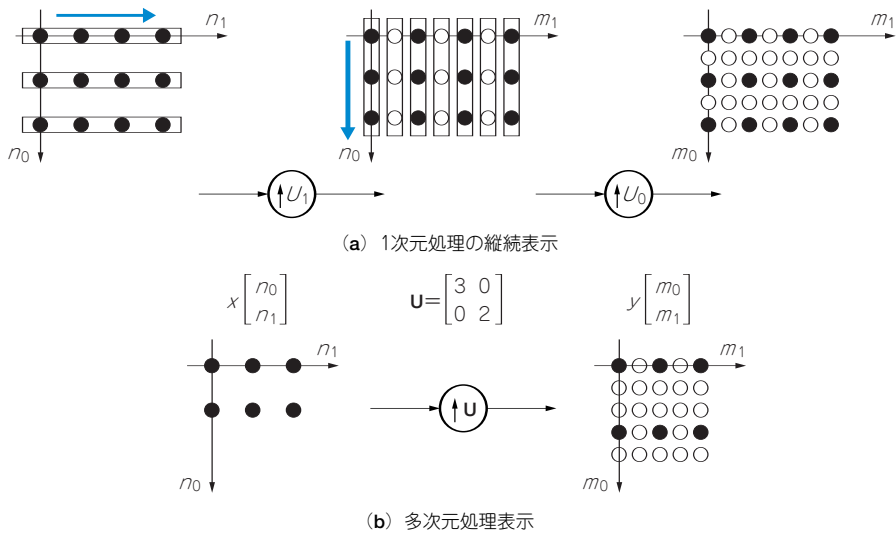 n₁ m₁ m₁
n₀ n₀ m₀
↑U₁ ↑U₀
(a) 1次元処理の縦続表示
x[n₀ n₁] U=[3 0 0 2] y[m₀ m₁]
n₁ m₁
↑U
n₀ m₀
(b) 多次元処理表示